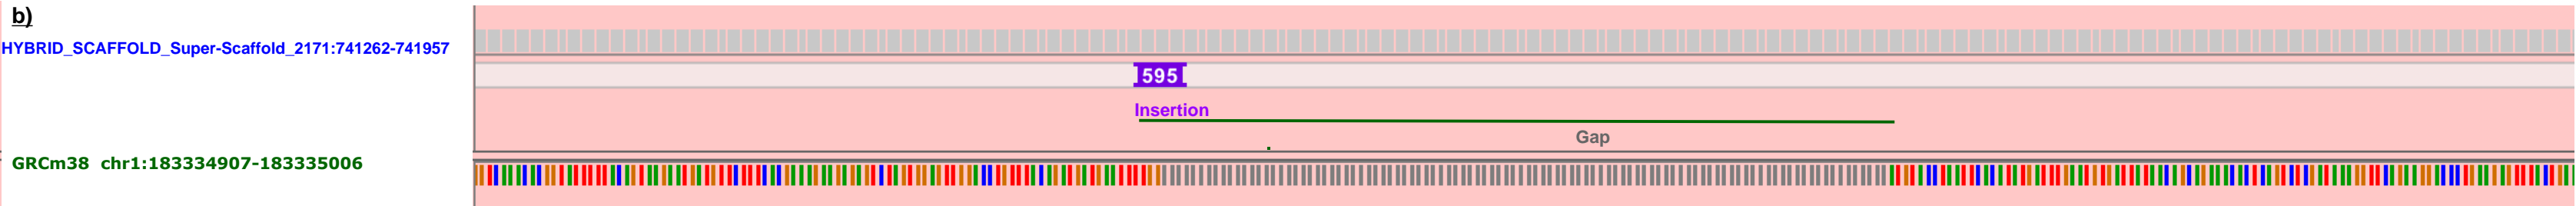 b)
HYBRID_SCAFFOLD_Super-Scaffold_2171:741262-741957
595
Insertion
Gap
GRCm38 chr1:183334907-183335006